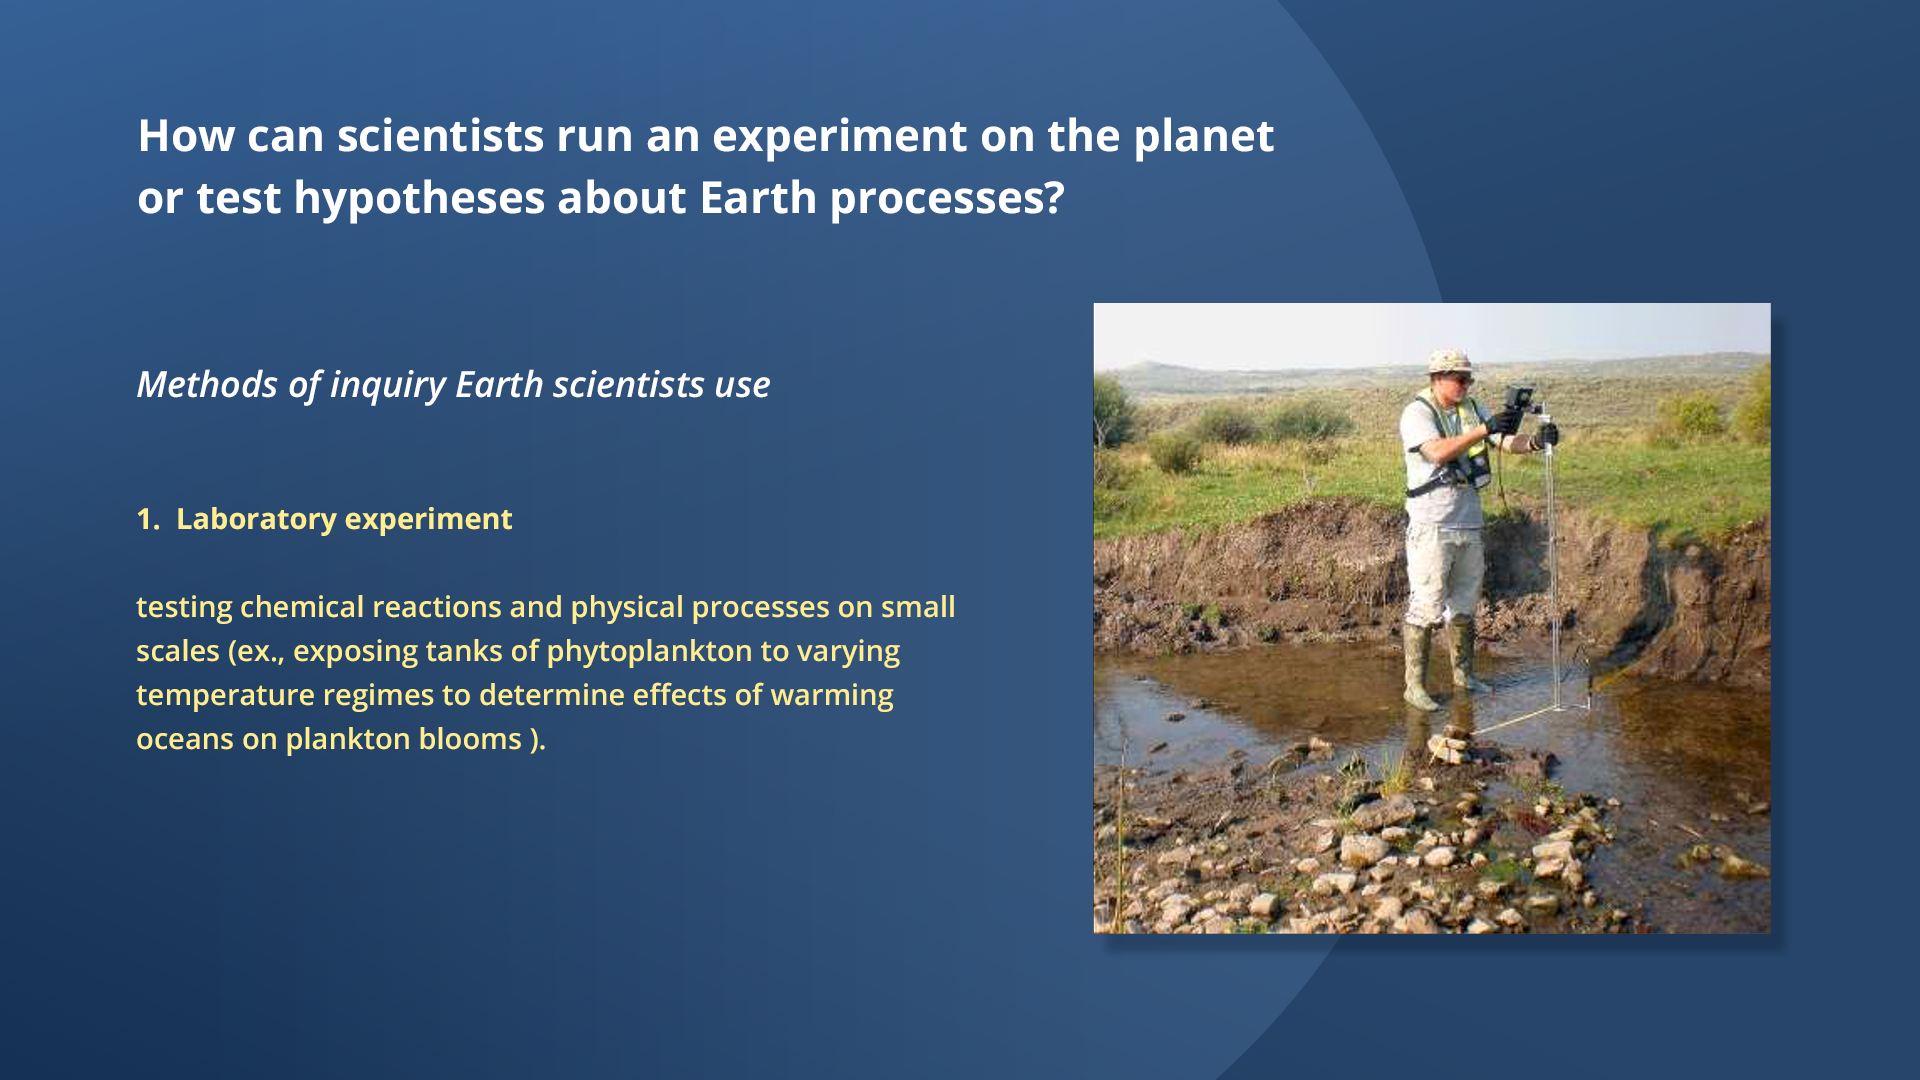 How can scientists run an experiment on the planet
or test hypotheses about Earth processes?
Methods of inquiry Earth scientists use
1. Laboratory experiment
testing chemical reactions and physical processes on small
scales (ex., exposing tanks of phytoplankton to varying
temperature regimes to determine effects of warming
oceans on plankton blooms ).